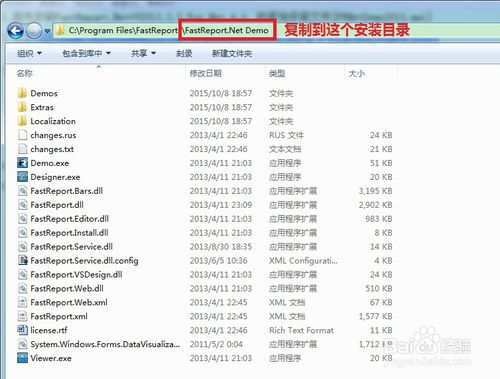 C:\Program Files\FastReport \FastReport.Net Demo 复制到这个安装目录
组织 包含到库中 共享 刻录 新建文件夹
名称 修改日期 类型 大小
Demos 2015/10/8 18:57 文件夹
Extras 2015/10/8 18:57 文件夹
Localization 2015/10/8 18:57 文件夹
changes.rus 2013/4/1 22:46 RUS 文件 24 KB
changes.txt 2013/4/1 22:46 文本文档 21 KB
Demo.exe 2013/4/11 21:03 应用程序 51 KB
Designer.exe 2013/4/11 21:03 应用程序 20 KB
FastReport.Bars.dll 2013/4/11 21:03 应用程序扩展 3,195 KB
FastReport.dll 2013/4/11 23:09 应用程序扩展 2,902 KB
FastReport.Editor.dll 2013/4/11 21:03 应用程序扩展 983 KB
FastReport.Install.dll 2013/4/11 21:03 应用程序扩展 8 KB
FastReport.Service.dll 2013/8/30 18:35 应用程序扩展 14 KB
FastReport.Service.dll.config 2013/6/5 10:36 XML Configurati... 4 KB
FastReport.VSDesign.dll 2013/4/11 21:03 应用程序扩展 24 KB
FastReport.Web.dll 2013/4/11 21:03 应用程序扩展 510 KB
FastReport.Web.xml 2013/4/1 22:45 XML 文档 67 KB
FastReport.xml 2013/4/1 22:45 XML 文档 1,577 KB
license.rtf 2013/4/1 22:46 Rich Text Format 11 KB
System.Windows.Forms.DataVisualiza... 2011/5/2 0:04 应用程序扩展 1,712 KB
Viewer.exe 2013/4/11 21:03 应用程序 20 KB
Baidu 经验
jingyan.baidu.com